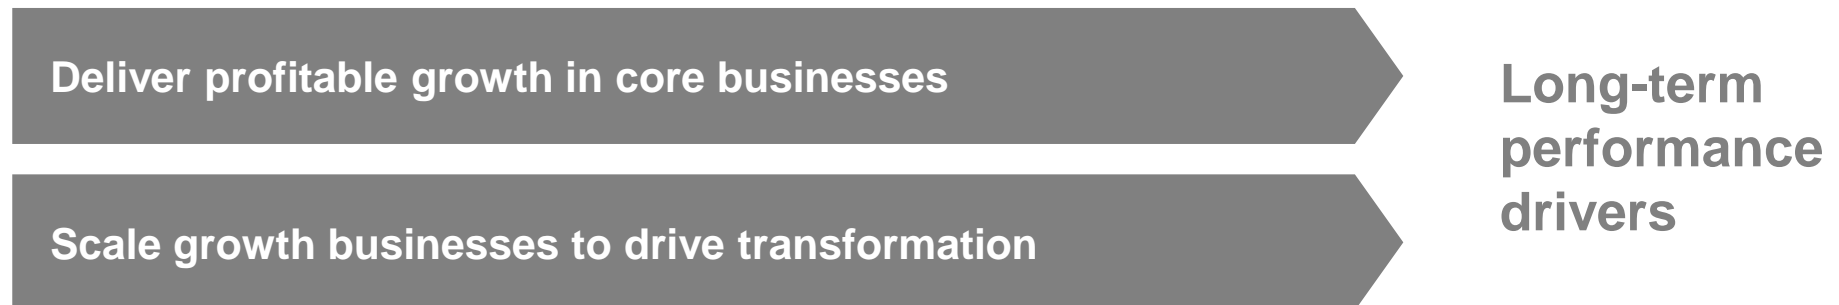 Deliver profitable growth in core businesses
Scale growth businesses to drive transformation
Long-term
performance
drivers